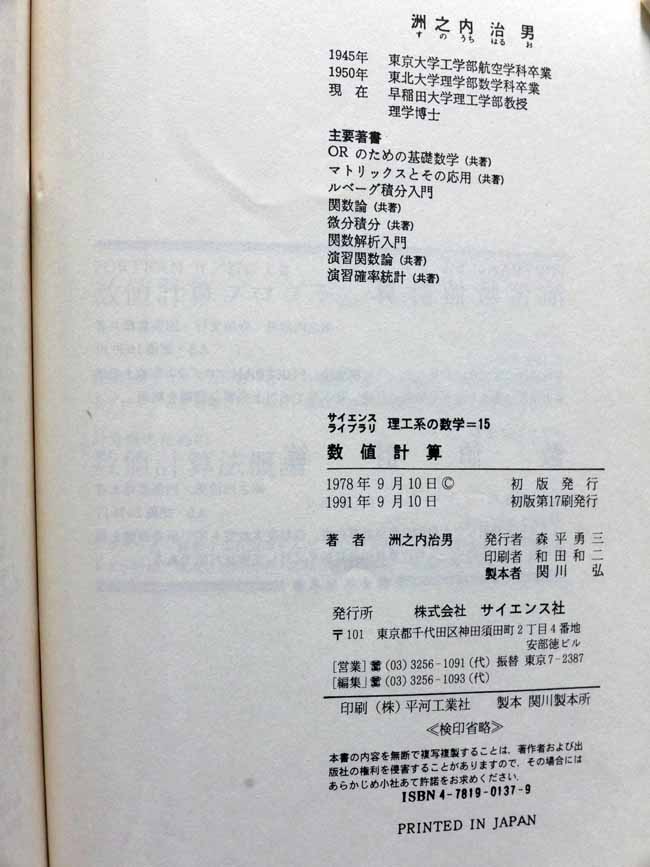 洲之内治男
すのうちはるお
1945年 東京大学工学部航空学科卒業
1950年 東北大学理学部数学科卒業
現在 早稲田大学理工学部教授
理学博士
主要著書
OR のための基礎数学 (共著)
マトリックスとその応用 (共著)
ルベーグ積分入門
関数論 (共著)
微分積分 (共著)
関数解析入門
演習関数論 (共著)
演習確率統計 (共著)
サイエンス
ライブラリ 理工系の数学=15
数値計算
1978年9月10日© 初版発行
1991年9月10日 初版第17刷発行
著者 洲之内治男 発行者 森平勇三
印刷者 和田和二
製本者 関川弘
発行所 株式会社 サイエンス社
〒101 東京都千代田区神田須田町2丁目4番地
安部徳ビル
[営業] ☎ (03) 3256-1091 (代) 振替 東京7-2387
[編集] ☎ (03) 3256-1093 (代)
印刷 (株) 平河工業社 製本 関川製本所
≪検印省略≫
本書の内容を無断で複写複製することは、著作者および出
版社の権利を侵害することがありますので、その場合には
あらかじめ小社あて許諾をお求めください.
ISBN 4-7819-0137-9
PRINTED IN JAPAN